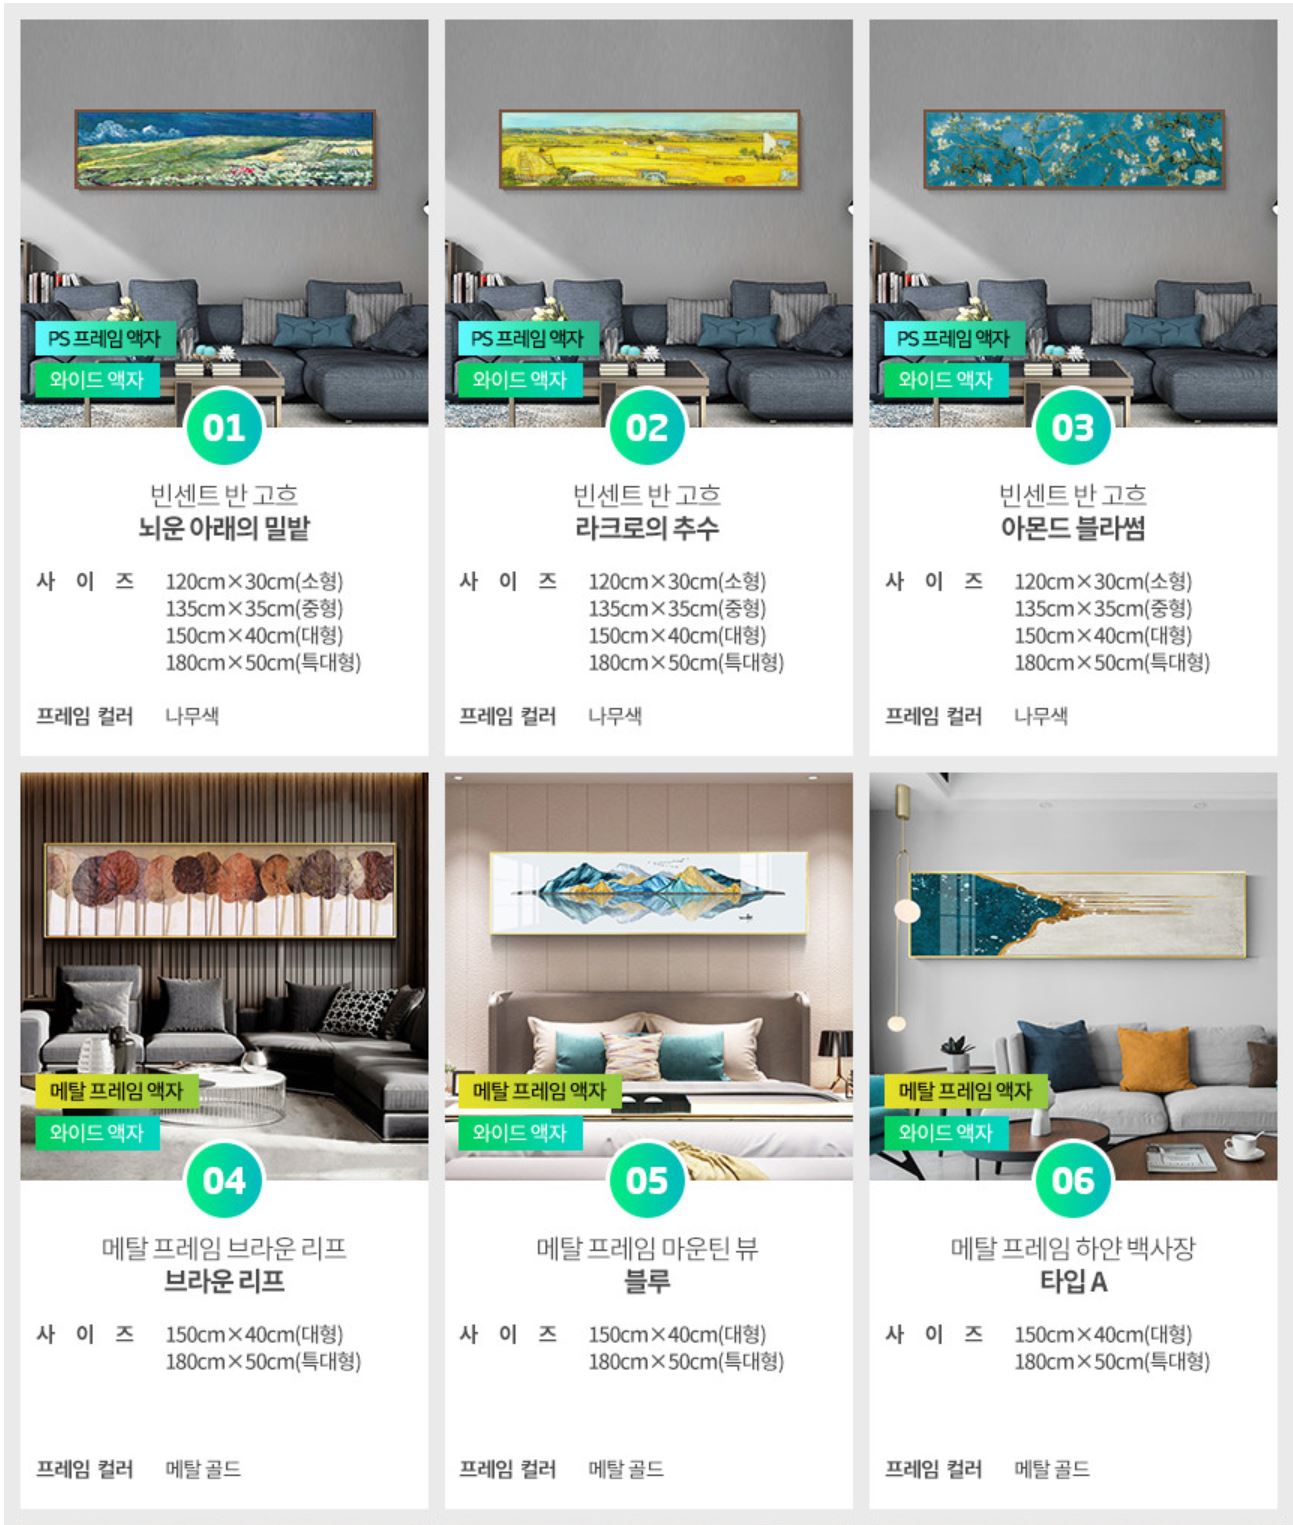 PS 프레임 액자
와이드 액자
01
빈센트 반 고흐
뇌운 아래의 밀밭
사 이 즈 120cm×30cm(소형)
135cm×35cm(중형)
150cm×40cm(대형)
180cm×50cm(특대형)
프레임 컬러 나무색
PS 프레임 액자
와이드 액자
02
빈센트 반 고흐
라크로의 추수
사 이 즈 120cm×30cm(소형)
135cm×35cm(중형)
150cm×40cm(대형)
180cm×50cm(특대형)
프레임 컬러 나무색
PS 프레임 액자
와이드 액자
03
빈센트 반 고흐
아몬드 블라썸
사 이 즈 120cm×30cm(소형)
135cm×35cm(중형)
150cm×40cm(대형)
180cm×50cm(특대형)
프레임 컬러 나무색
메탈 프레임 액자
와이드 액자
04
메탈 프레임 브라운 리프
브라운 리프
사 이 즈 150cm×40cm(대형)
180cm×50cm(특대형)
프레임 컬러 메탈 골드
메탈 프레임 액자
와이드 액자
05
메탈 프레임 마운틴 뷰
블루
사 이 즈 150cm×40cm(대형)
180cm×50cm(특대형)
프레임 컬러 메탈 골드
메탈 프레임 액자
와이드 액자
06
메탈 프레임 하얀 백사장
타입 A
사 이 즈 150cm×40cm(대형)
180cm×50cm(특대형)
프레임 컬러 메탈 골드